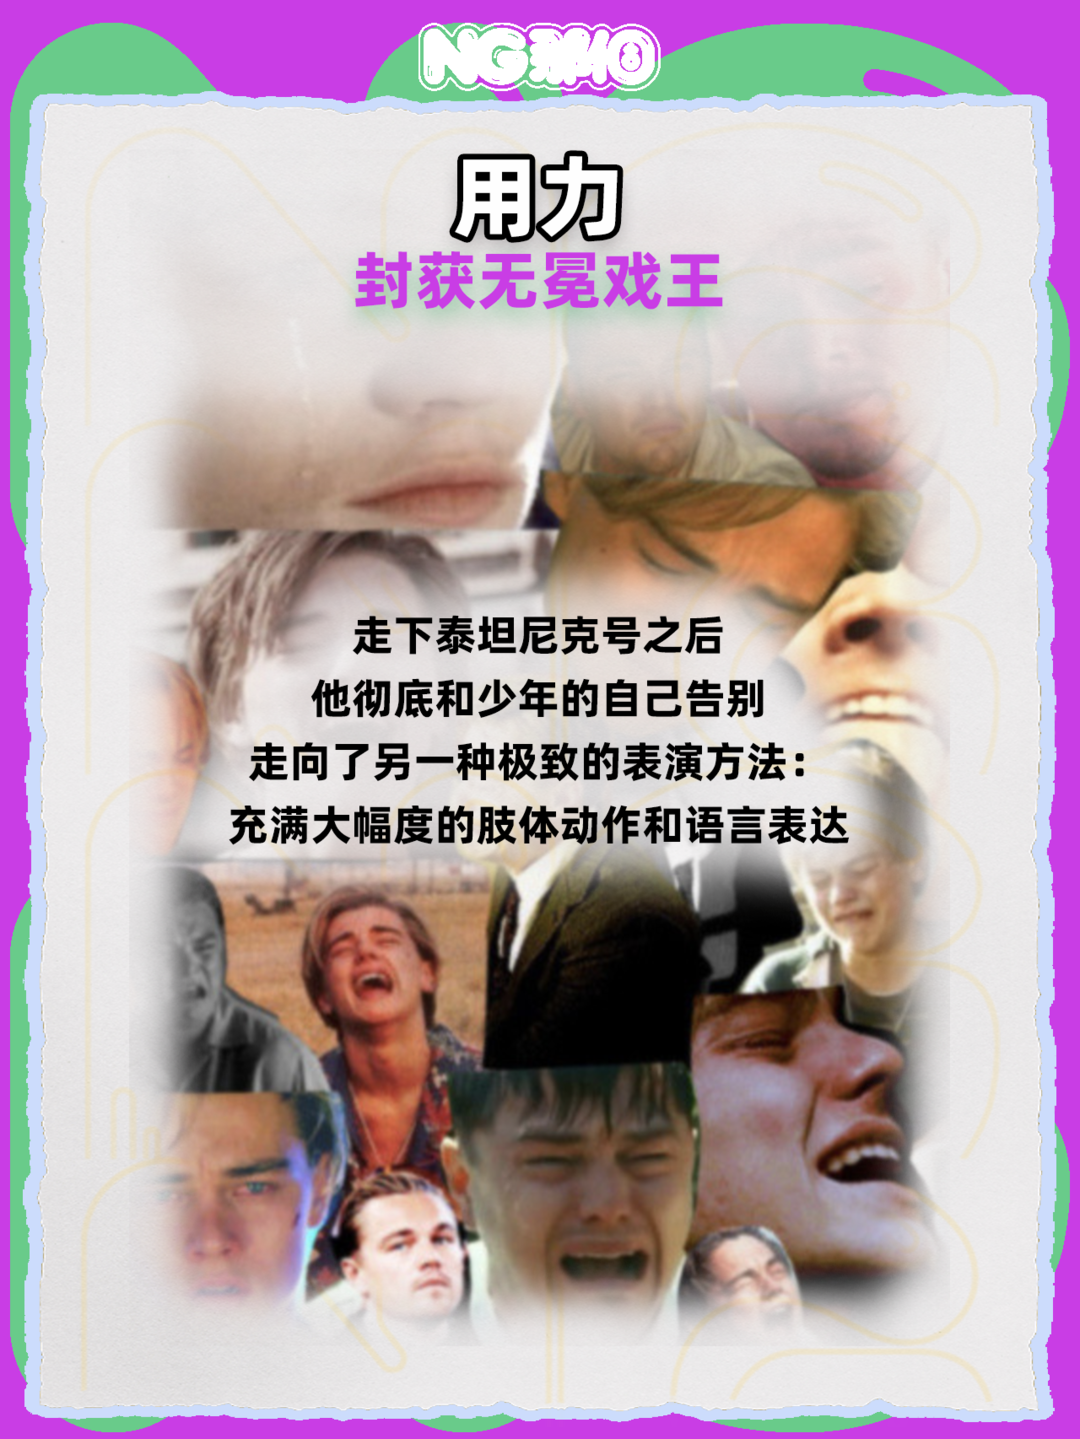 用力
封获无冕戏王
走下泰坦尼克号之后
他彻底和少年的自己告别
走向了另一种极致的表演方法：
充满大幅度的肢体动作和语言表达